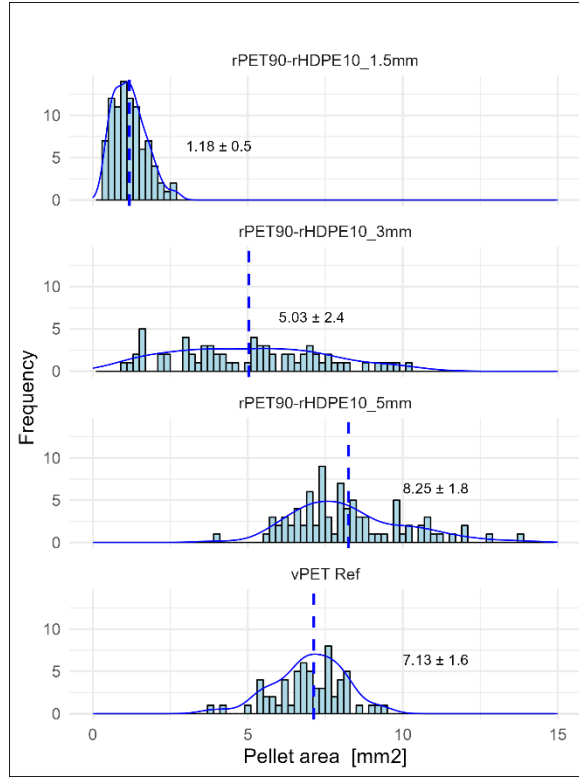 rPET90-rHDPE10_1.5mm
10
5
0
1.18 ± 0.5
rPET90-rHDPE10_3mm
10
5
0
5.03 ± 2.4
rPET90-rHDPE10_5mm
10
5
0
8.25 ± 1.8
vPET Ref
10
5
0
7.13 ± 1.6
Frequency
0 5 10 15
Pellet area [mm2]